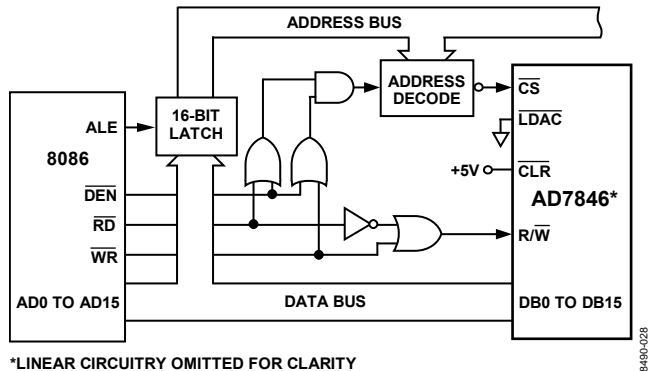 ADDRESS BUS
ADDRESS
DECODE
16-BIT
LATCH
ALE
8086
DEN
RD
WR
AD0 TO AD15
CS
LDAC
+5V
CLR
AD7846*
R/W
DATA BUS
DB0 TO DB15
*LINEAR CIRCUITRY OMITTED FOR CLARITY
8490-028